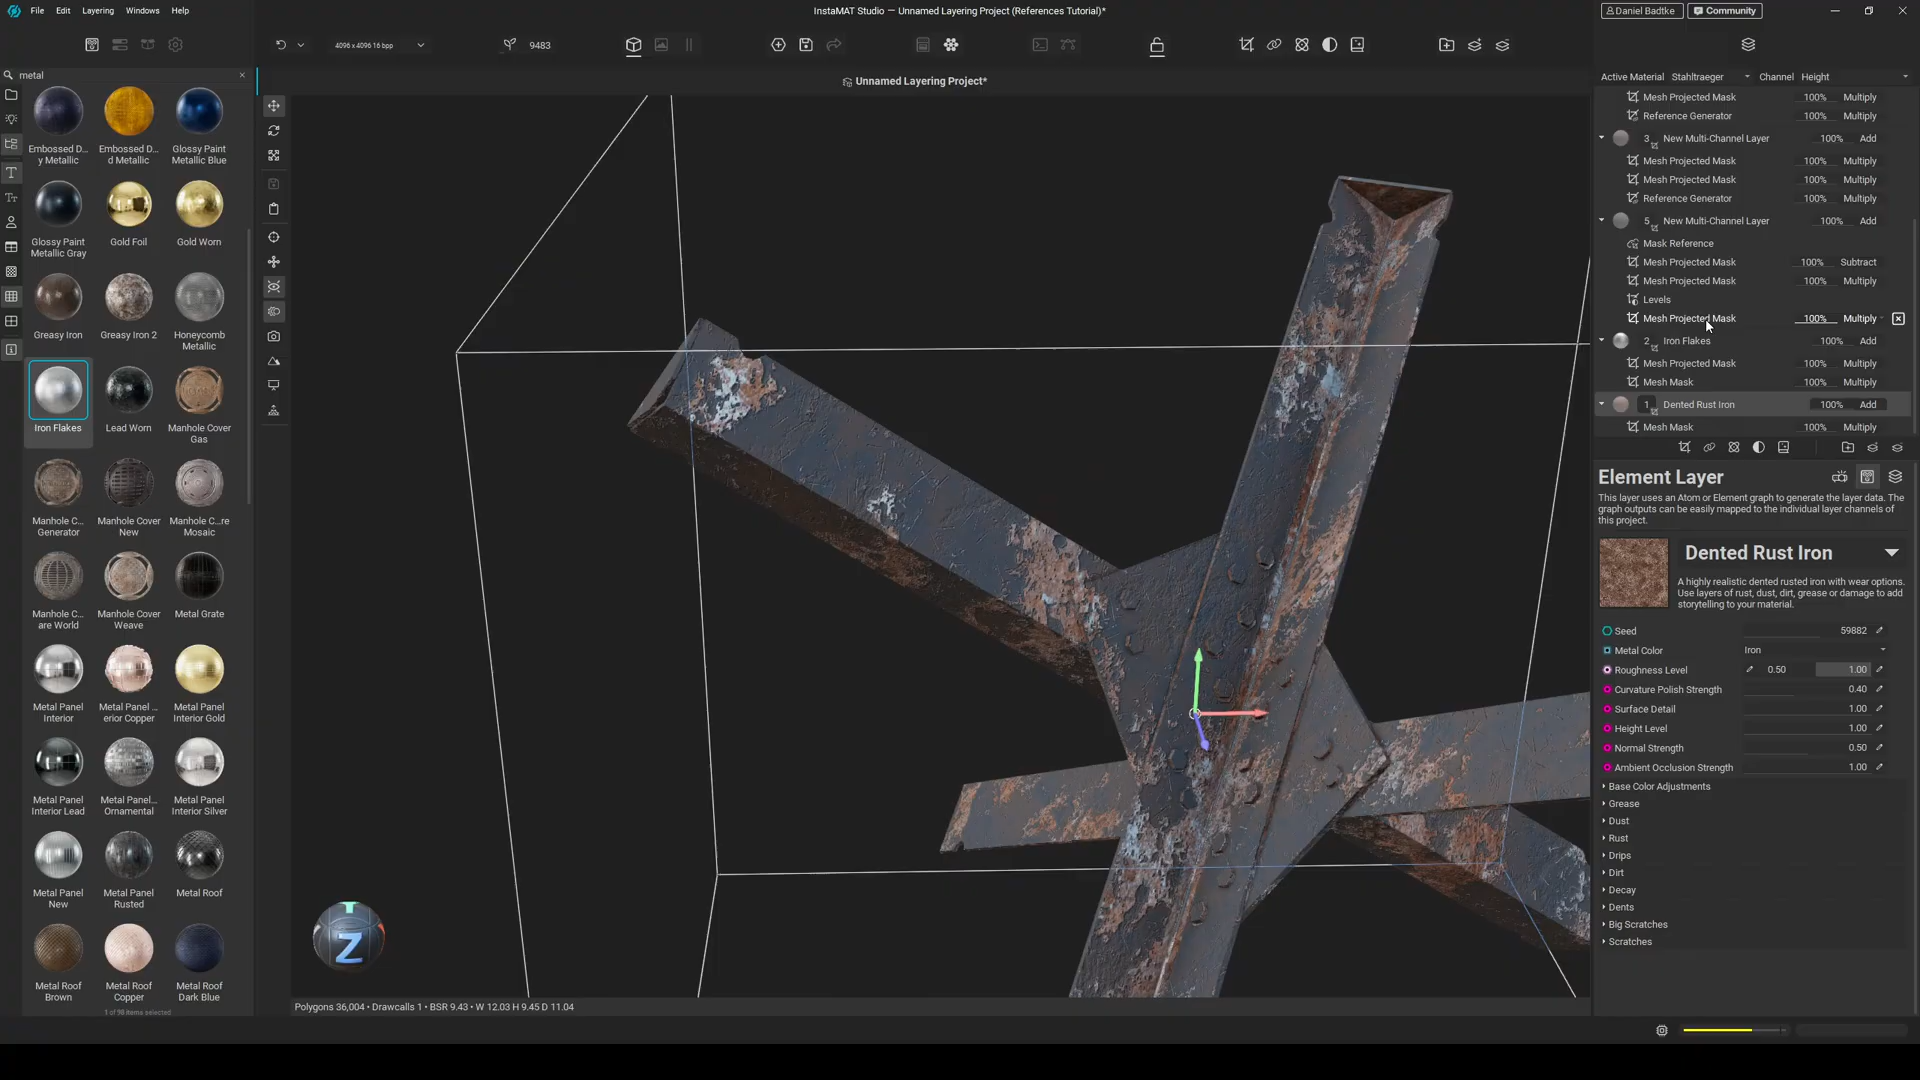 File Edit Layering Windows Help
InstaMAT Studio — Unnamed Layering Project (References Tutorial)*
Daniel Badtke
Community
4096 x 4096 16 bpp
9483
metal
Unnamed Layering Project*
Embossed D... y Metallic
Embossed D... d Metallic
Glossy Paint Metallic Blue
Glossy Paint Metallic Gray
Gold Foil
Gold Worn
Greasy Iron
Greasy Iron 2
Honeycomb Metallic
Iron Flakes
Lead Worn
Manhole Cover Gas
Manhole C... Generator
Manhole Cover New
Manhole C...re Mosaic
Manhole C... are World
Manhole Cover Weave
Metal Grate
Metal Panel Interior
Metal Panel ... erior Copper
Metal Panel Interior Gold
Metal Panel Interior Lead
Metal Panel... Ornamental
Metal Panel Interior Silver
Metal Panel New
Metal Panel Rusted
Metal Roof
Metal Roof Brown
Metal Roof Copper
Metal Roof Dark Blue
1 of 98 items selected
Z
Polygons 36,004 • Drawcalls 1 • BSR 9.43 • W 12.03 H 9.45 D 11.04
Active Material Stahltraeger Channel Height
Mesh Projected Mask 100% Multiply
Reference Generator 100% Multiply
3 New Multi-Channel Layer 100% Add
Mesh Projected Mask 100% Multiply
Mesh Projected Mask 100% Multiply
Reference Generator 100% Multiply
5 New Multi-Channel Layer 100% Add
Mask Reference
Mesh Projected Mask 100% Subtract
Mesh Projected Mask 100% Multiply
Levels
Mesh Projected Mask 100% Multiply
2 Iron Flakes 100% Add
Mesh Projected Mask 100% Multiply
Mesh Mask 100% Multiply
1 Dented Rust Iron 100% Add
Mesh Mask 100% Multiply
Element Layer
This layer uses an Atom or Element graph to generate the layer data. The
graph outputs can be easily mapped to the individual layer channels of
this project.
Dented Rust Iron
A highly realistic dented rusted iron with wear options.
Use layers of rust, dust, dirt, grease or damage to add
storytelling to your material.
Seed 59882
Metal Color Iron
Roughness Level 0.50 1.00
Curvature Polish Strength 0.40
Surface Detail 1.00
Height Level 1.00
Normal Strength 0.50
Ambient Occlusion Strength 1.00
Base Color Adjustments
Grease
Dust
Rust
Drips
Dirt
Decay
Dents
Big Scratches
Scratches